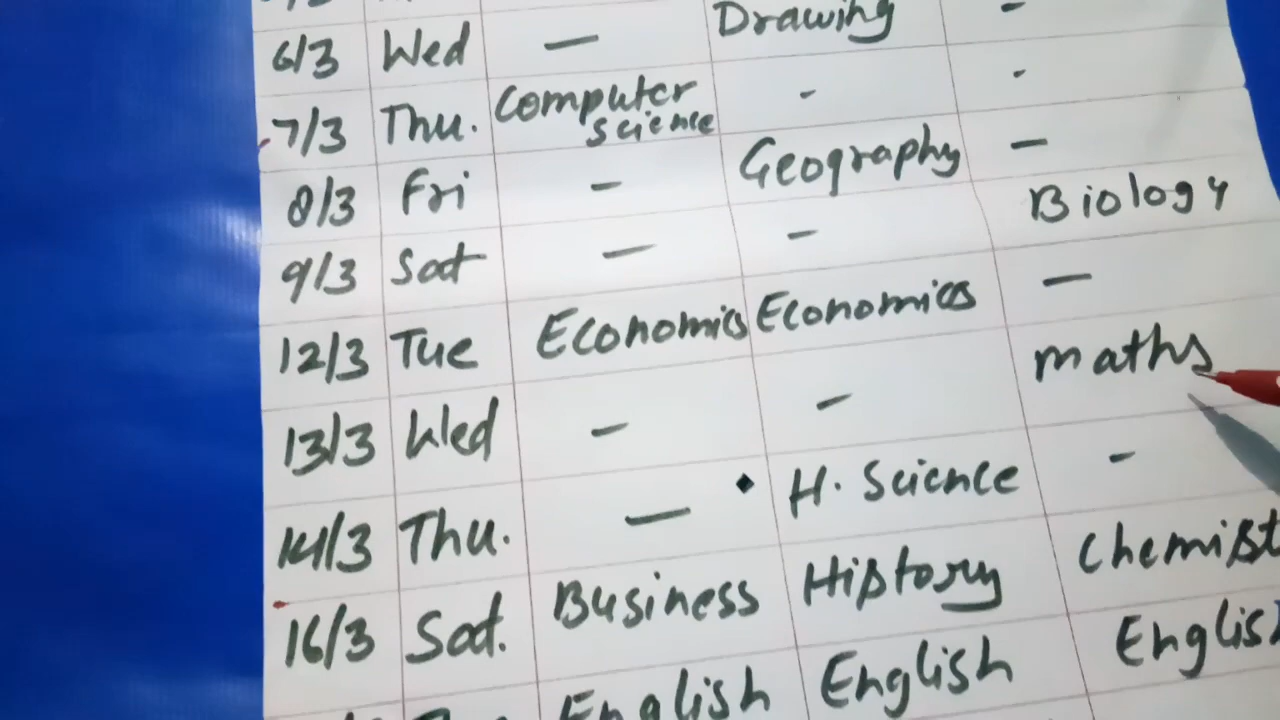 6/3 Wed — Drawing -
7/3 Thu. Computer science - -
8/3 Fri - Geography —
9/3 Sat — - Biology
12/3 Tue Economics Economics —
13/3 Wed - - maths
14/3 Thu. — H. Science -
16/3 Sat. Business History Chemist
English English English